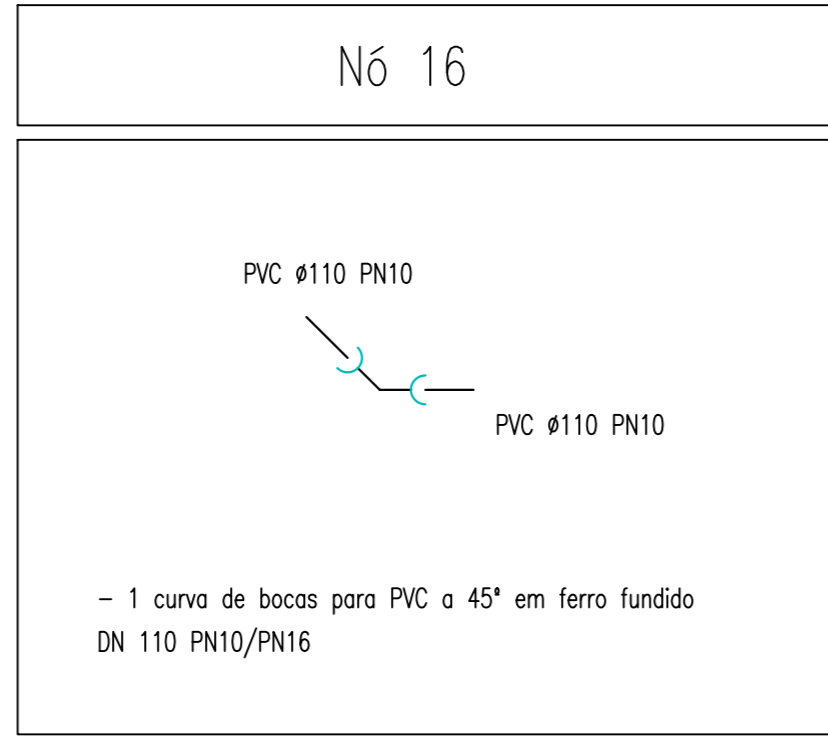 Nó 16
PVC ø110 PN10
PVC ø110 PN10
- 1 curva de bocas para PVC a 45º em ferro fundido
DN 110 PN10/PN16